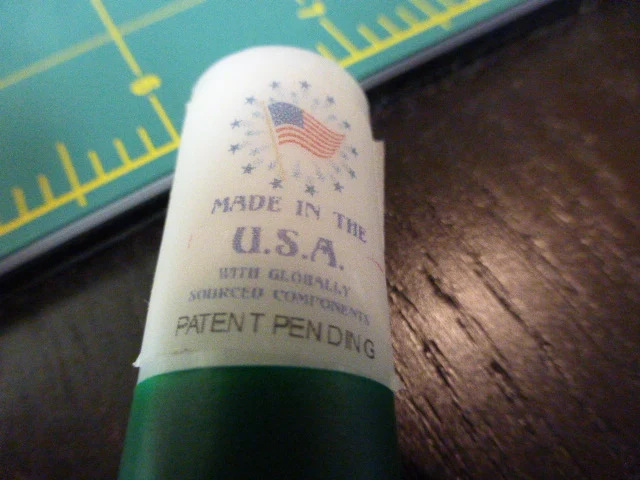 MADE IN THE
U.S.A.
WITH GLOBALLY
SOURCED COMPONENTS
PATENT PENDING